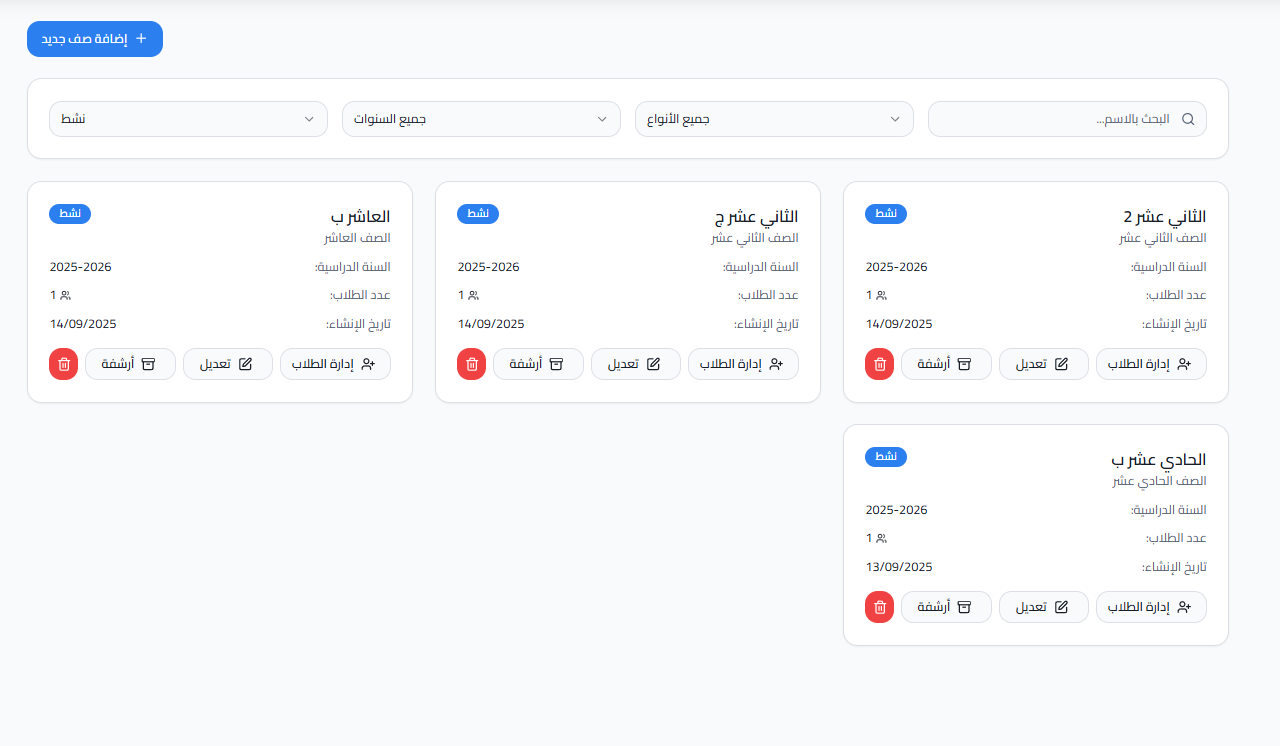 إضافة صف جديد
البحث بالاسم...
جميع الأنواع
جميع السنوات
نشط
الثاني عشر 2
نشط
الصف الثاني عشر
السنة الدراسية:
2025-2026
عدد الطلاب:
1
تاريخ الإنشاء:
14/09/2025
إدارة الطلاب
تعديل
أرشفة
الثاني عشر ج
نشط
الصف الثاني عشر
السنة الدراسية:
2025-2026
عدد الطلاب:
1
تاريخ الإنشاء:
14/09/2025
إدارة الطلاب
تعديل
أرشفة
العاشر ب
نشط
الصف العاشر
السنة الدراسية:
2025-2026
عدد الطلاب:
1
تاريخ الإنشاء:
14/09/2025
إدارة الطلاب
تعديل
أرشفة
الحادي عشر ب
نشط
الصف الحادي عشر
السنة الدراسية:
2025-2026
عدد الطلاب:
1
تاريخ الإنشاء:
13/09/2025
إدارة الطلاب
تعديل
أرشفة